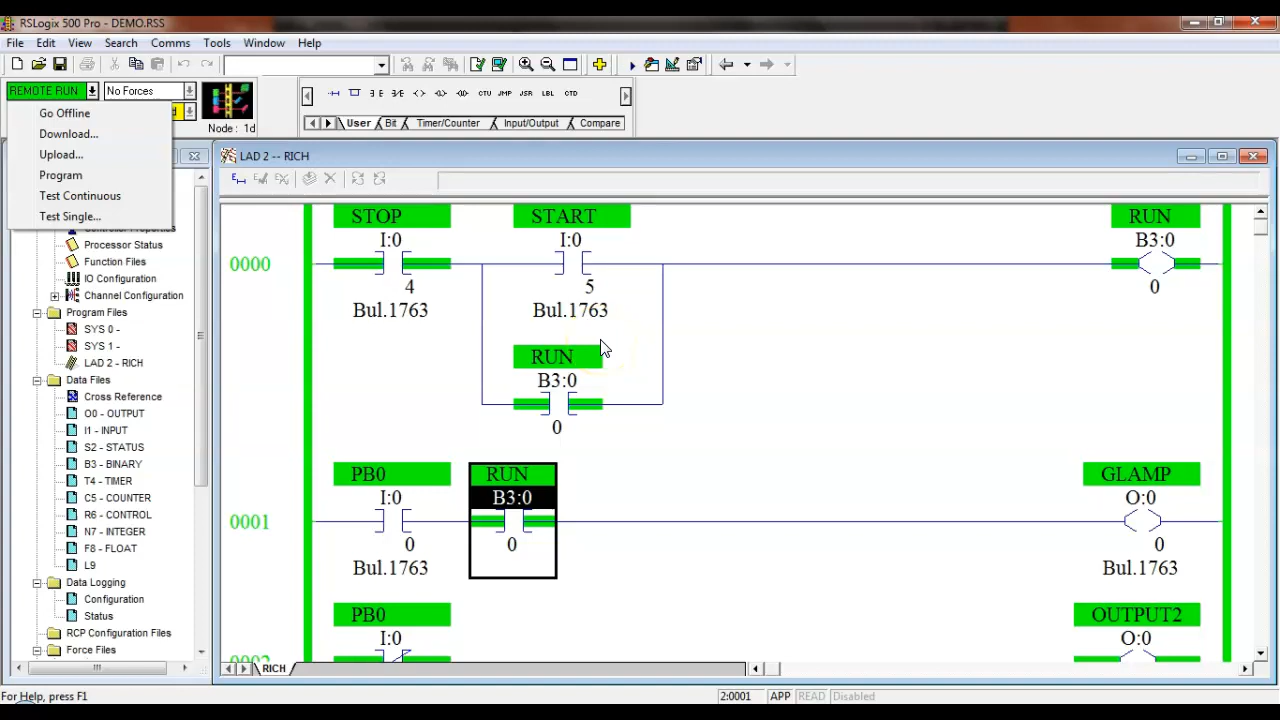 RSLogix 500 Pro - DEMO.RSS
File Edit View Search Comms Tools Window Help
REMOTE RUN No Forces
Go Offline
Download...
Upload...
Program
Test Continuous
Test Single...
Node : 1d
CTU JMP JSR LBL CTD
User Bit Timer/Counter Input/Output Compare
Processor Status
Function Files
IO Configuration
Channel Configuration
Program Files
SYS 0 -
SYS 1 -
LAD 2 - RICH
Data Files
Cross Reference
O0 - OUTPUT
I1 - INPUT
S2 - STATUS
B3 - BINARY
T4 - TIMER
C5 - COUNTER
R6 - CONTROL
N7 - INTEGER
F8 - FLOAT
L9
Data Logging
Configuration
Status
RCP Configuration Files
Force Files
LAD 2 -- RICH
STOP START RUN
I:0 I:0 B3:0
0000
4 5 0
Bul.1763 Bul.1763
RUN
B3:0
0
PB0 RUN GLAMP
I:0 B3:0 O:0
0001
0 0 0
Bul.1763 Bul.1763
PB0 OUTPUT2
I:0 O:0
0002
RICH
For Help, press F1
2:0001 APP READ Disabled